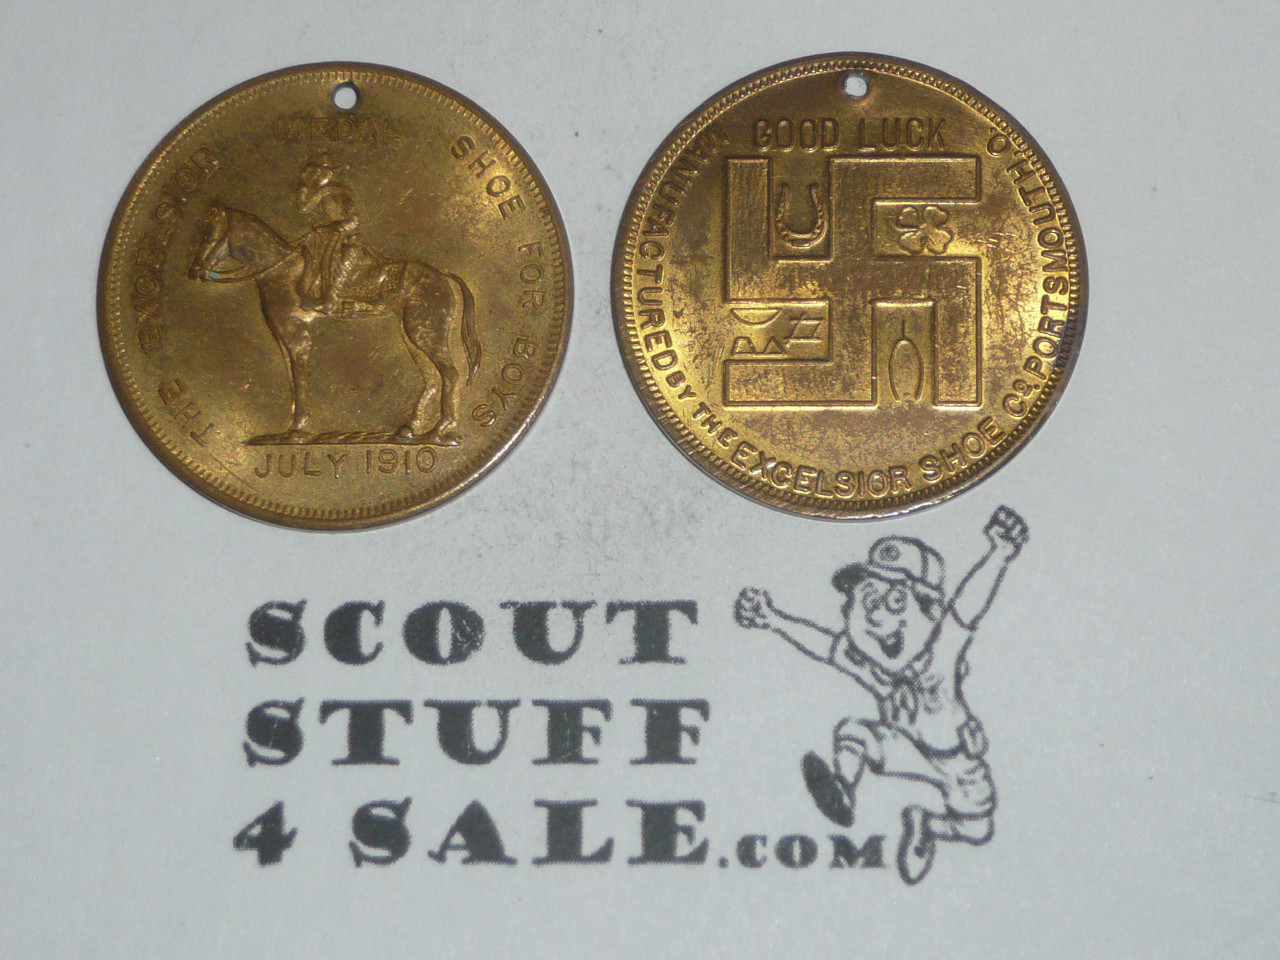 MEDAL
THE EXCELSIOR SHOE FOR BOYS
JULY 1910
GOOD LUCK
MANUFACTURED BY THE EXCELSIOR SHOE Co. PORTSMOUTH, O.
SCOUT
STUFF
4 SALE.COM